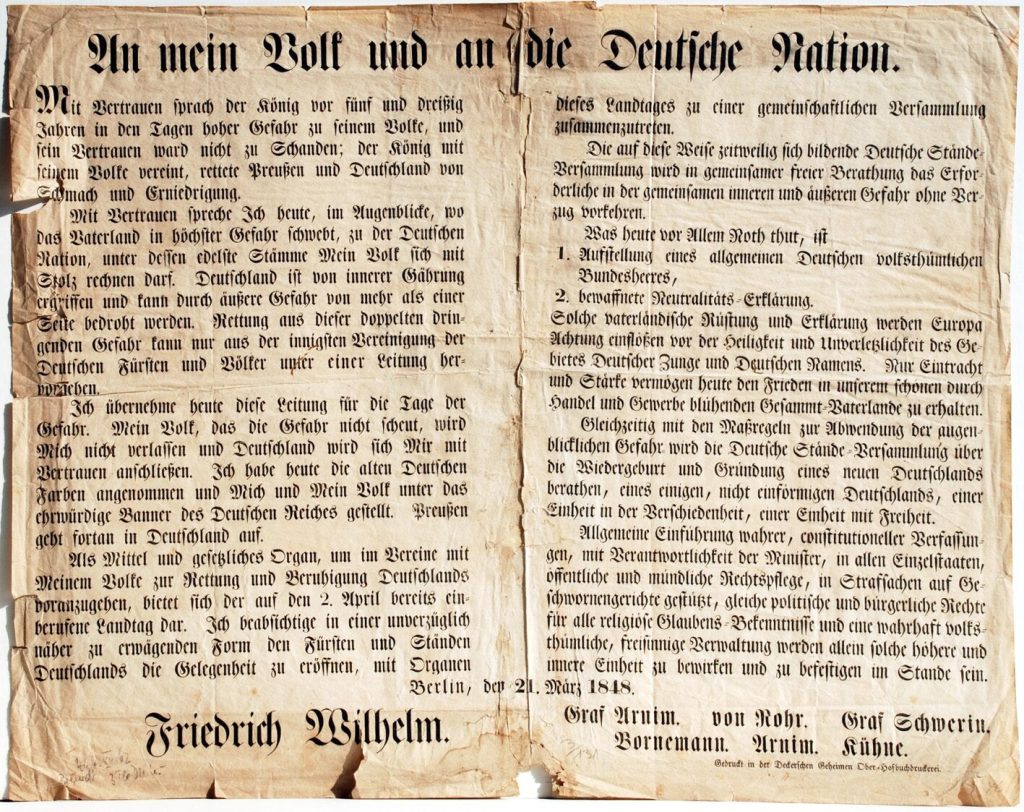 An mein Volk und an die Deutsche Nation.
Mit Vertrauen sprach der König vor fünf und dreißig
Jahren in den Tagen hoher Gefahr zu seinem Volke, und
sein Vertrauen ward nicht zu Schanden; der König mit
seinem Volke vereint, rettete Preußen und Deutschland von
Schmach und Erniedrigung.
Mit Vertrauen spreche Ich heute, im Augenblicke, wo
das Vaterland in höchster Gefahr schwebt, zu der Deutschen
Nation, unter dessen edelste Stämme Mein Volk sich mit
Stolz rechnen darf. Deutschland ist von innerer Gährung
ergriffen und kann durch äußere Gefahr von mehr als einer
Seite bedroht werden. Rettung aus dieser doppelten drin-
genden Gefahr kann nur aus der innigsten Vereinigung der
Deutschen Fürsten und Völker unter einer Leitung her-
vorgehen.
Ich übernehme heute diese Leitung für die Tage der
Gefahr. Mein Volk, das die Gefahr nicht scheut, wird
Mich nicht verlassen und Deutschland wird sich Mir mit
Vertrauen anschließen. Ich habe heute die alten Deutschen
Farben angenommen und Mich und Mein Volk unter das
ehrwürdige Banner des Deutschen Reiches gestellt. Preußen
geht fortan in Deutschland auf.
Als Mittel und gesetzliches Organ, um im Vereine mit
Meinem Volke zur Rettung und Beruhigung Deutschlands
voranzugehen, bietet sich der auf den 2. April bereits ein-
berufene Landtag dar. Ich beabsichtige in einer unverzüglich
näher zu erwägenden Form den Fürsten und Ständen
Deutschlands die Gelegenheit zu eröffnen, mit Organen
dieses Landtages zu einer gemeinschaftlichen Versammlung
zusammenzutreten.
Die auf diese Weise zeitweilig sich bildende Deutsche Stände-
Versammlung wird in gemeinsamer freier Berathung das Erfor-
derliche in der gemeinsamen inneren und äußeren Gefahr ohne Ver-
zug vorkehren.
Was heute vor Allem Noth thut, ist
1. Aufstellung eines allgemeinen Deutschen volksthümlichen
Bundesheeres,
2. bewaffnete Neutralitäts-Erklärung.
Solche vaterländische Rüstung und Erklärung werden Europa
Achtung einflößen vor der Heiligkeit und Unverletzlichkeit des Ge-
bietes Deutscher Zunge und Deutschen Namens. Nur Eintracht
und Stärke vermögen heute den Frieden in unserem schönen durch
Handel und Gewerbe blühenden Gesammt-Vaterlande zu erhalten.
Gleichzeitig mit den Maßregeln zur Abwendung der augen-
blicklichen Gefahr wird die Deutsche Stände-Versammlung über
die Wiedergeburt und Gründung eines neuen Deutschlands
berathen, eines einigen, nicht einförmigen Deutschlands, einer
Einheit in der Verschiedenheit, einer Einheit mit Freiheit.
Allgemeine Einführung wahrer, constitutioneller Verfassun-
gen, mit Verantwortlichkeit der Minister, in allen Einzelstaaten,
öffentliche und mündliche Rechtspflege, in Strafsachen auf Ge-
schwornengerichte gestützt, gleiche politische und bürgerliche Rechte
für alle religiöse Glaubens-Bekenntnisse und eine wahrhaft volks-
thümliche, freisinnige Verwaltung werden allein solche höhere und
innere Einheit zu bewirken und zu befestigen im Stande sein.
Berlin, den 21. März 1848.
Friedrich Wilhelm.
Graf Arnim. von Rohr. Graf Schwerin.
Bornemann. Arnim. Kühne.
Gedruckt in der Deckerschen Geheimen Ober-Hofbuchdruckerei.